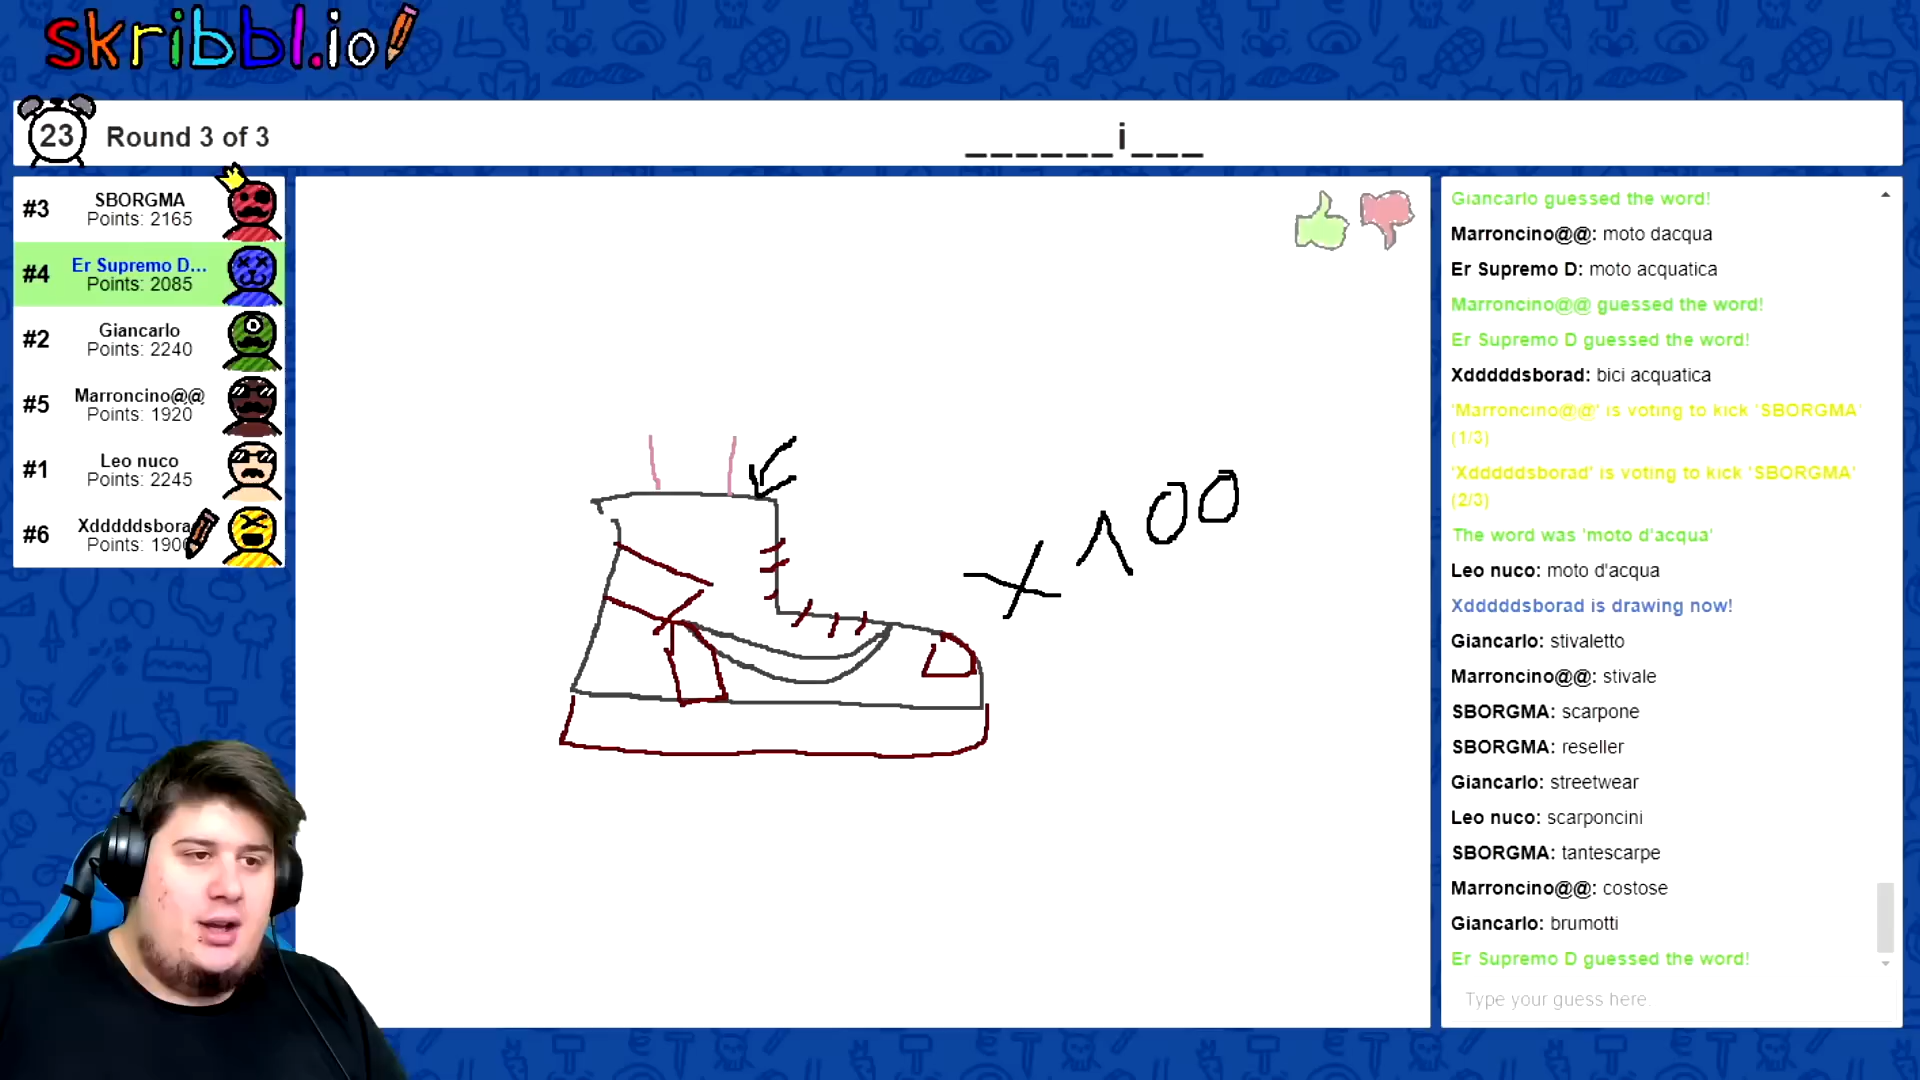 skribbl.io
23
Round 3 of 3
______i___
#3
SBORGMA
Points: 2165
#4
Er Supremo D...
Points: 2085
#2
Giancarlo
Points: 2240
#5
Marroncino@@
Points: 1920
#1
Leo nuco
Points: 2245
#6
Xdddddsbora
Points: 1900
x 100
Giancarlo guessed the word!
Marroncino@@: moto dacqua
Er Supremo D: moto acquatica
Marroncino@@ guessed the word!
Er Supremo D guessed the word!
Xdddddsborad: bici acquatica
'Marroncino@@' is voting to kick 'SBORGMA'
(1/3)
'Xdddddsborad' is voting to kick 'SBORGMA'
(2/3)
The word was 'moto d'acqua'
Leo nuco: moto d'acqua
Xdddddsborad is drawing now!
Giancarlo: stivaletto
Marroncino@@: stivale
SBORGMA: scarpone
SBORGMA: reseller
Giancarlo: streetwear
Leo nuco: scarponcini
SBORGMA: tantescarpe
Marroncino@@: costose
Giancarlo: brumotti
Er Supremo D guessed the word!
Type your guess here.